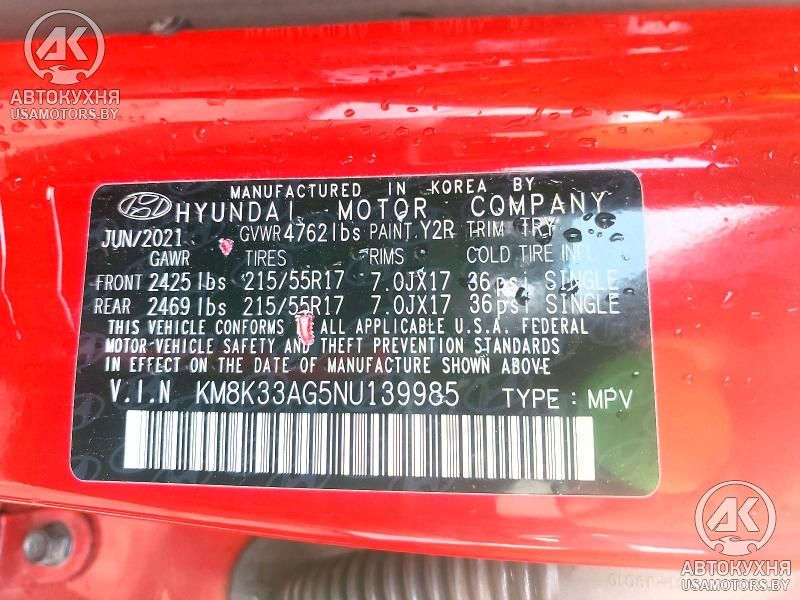 АК
АВТОКУХНЯ
USAMOTORS.BY
MANUFACTURED IN KOREA BY
HYUNDAI MOTOR COMPANY
JUN/2021 GVWR 4762lbs PAINT Y2R TRIM TRY
GAWR TIRES RIMS COLD TIRE INFL
FRONT 2425lbs 215/55R17 7.0JX17 36psi SINGLE
REAR 2469lbs 215/55R17 7.0JX17 36psi SINGLE
THIS VEHICLE CONFORMS ALL APPLICABLE U.S.A. FEDERAL
MOTOR-VEHICLE SAFETY AND THEFT PREVENTION STANDARDS
IN EFFECT ON THE DATE OF MANUFACTURE SHOWN ABOVE
V.I.N KM8K33AG5NU139985 TYPE : MPV
АК
АВТОКУХНЯ
USAMOTORS.BY